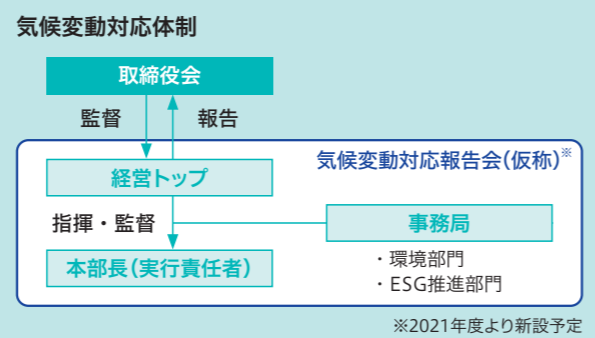 気候変動対応体制
取締役会
監督
報告
気候変動対応報告会(仮称)※
経営トップ
指揮・監督
事務局
本部長(実行責任者)
・環境部門
・ESG推進部門
※2021年度より新設予定